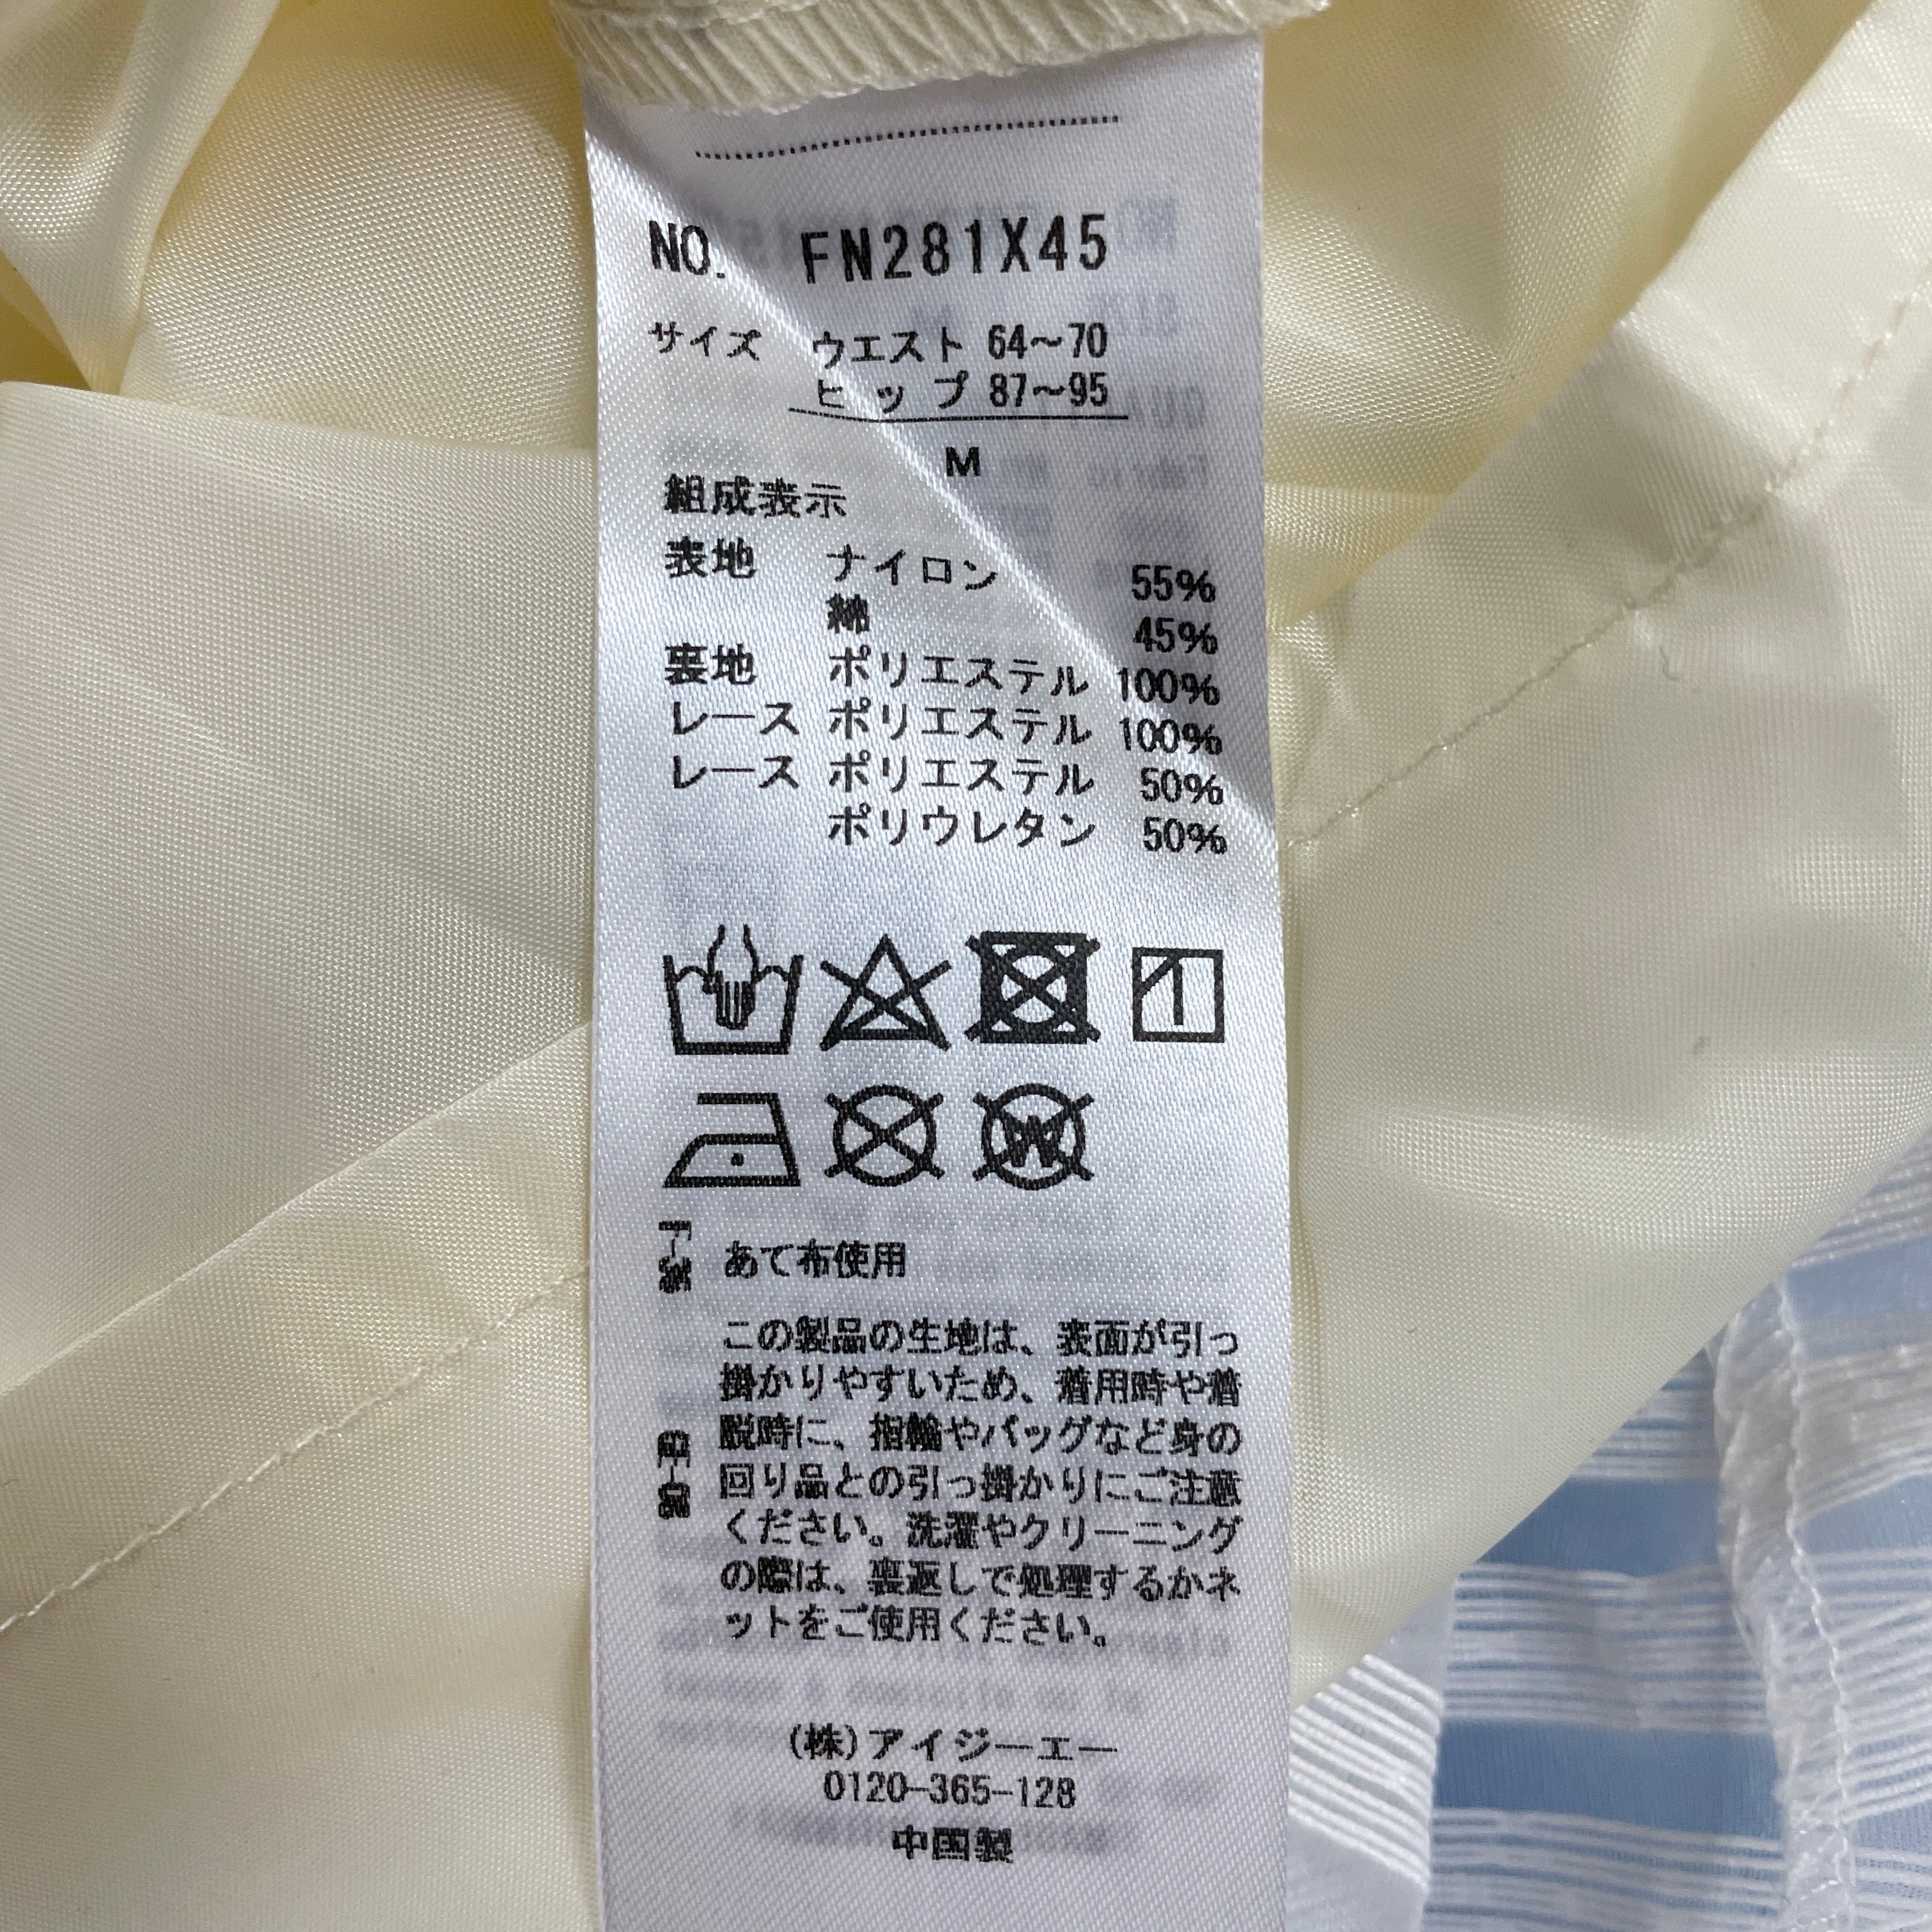 NO. FN281X45
サイズ ウエスト 64～70
ヒップ 87～95
M
組成表示
表地 ナイロン 55%
綿 45%
裏地 ポリエステル 100%
レース ポリエステル 100%
レース ポリエステル 50%
ポリウレタン 50%
W
あて布使用
この製品の生地は、表面が引っ
掛かりやすいため、着用時や着
脱時に、指輪やバッグなど身の
回り品との引っ掛かりにご注意
ください。洗濯やクリーニング
の際は、裏返しで処理するかネ
ットをご使用ください。
(株)アイジーエー
0120-365-128
中国製